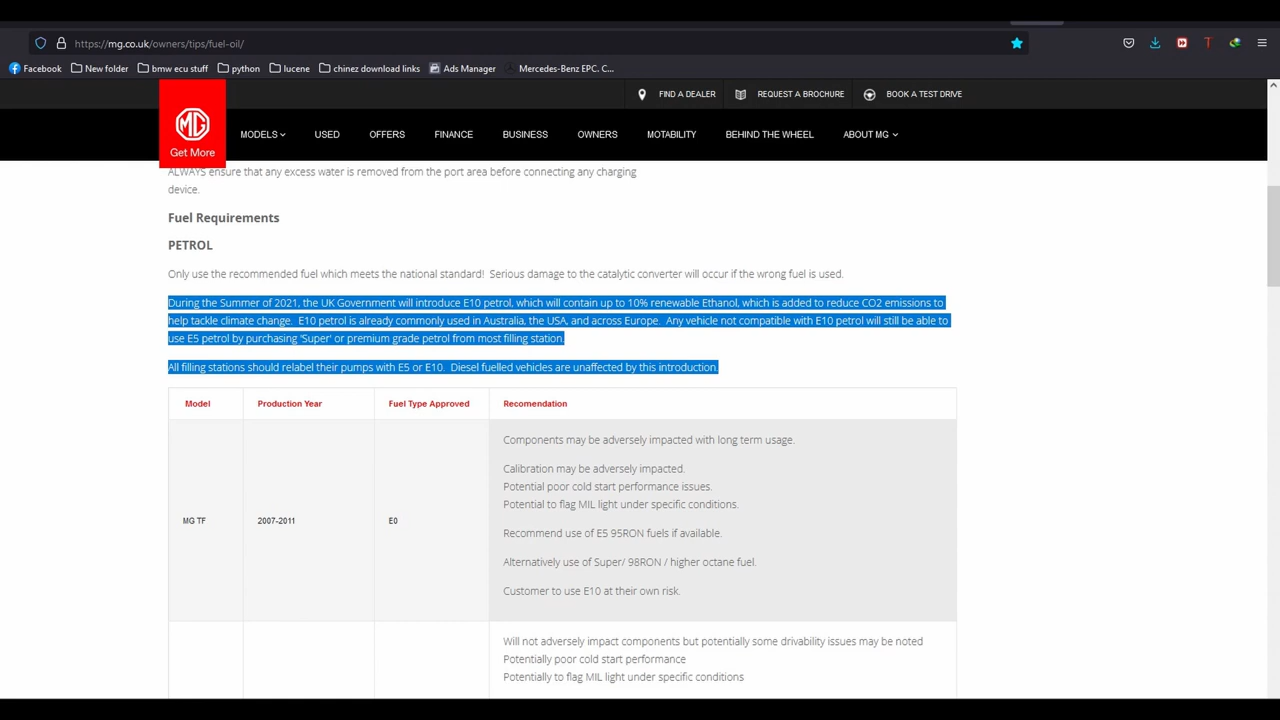 https://mg.co.uk/owners/tips/fuel-oil/
Facebook New folder bmw ecu stuff python lucene chinez download links Ads Manager Mercedes-Benz EPC, C...
FIND A DEALER REQUEST A BROCHURE BOOK A TEST DRIVE
MG
Get More
MODELS USED OFFERS FINANCE BUSINESS OWNERS MOTABILITY BEHIND THE WHEEL ABOUT MG
ALWAYS ensure that any excess water is removed from the port area before connecting any charging
device.
Fuel Requirements
PETROL
Only use the recommended fuel which meets the national standard! Serious damage to the catalytic converter will occur if the wrong fuel is used.
During the Summer of 2021, the UK Government will introduce E10 petrol, which will contain up to 10% renewable Ethanol, which is added to reduce CO2 emissions to
help tackle climate change. E10 petrol is already commonly used in Australia, the USA, and across Europe. Any vehicle not compatible with E10 petrol will still be able to
use E5 petrol by purchasing 'Super' or premium grade petrol from most filling station.
All filling stations should relabel their pumps with E5 or E10. Diesel fuelled vehicles are unaffected by this introduction.
Model Production Year Fuel Type Approved Recomendation
Components may be adversely impacted with long term usage.
Calibration may be adversely impacted.
Potential poor cold start performance issues.
Potential to flag MIL light under specific conditions.
MG TF 2007-2011 E0
Recommend use of E5 95RON fuels if available.
Alternatively use of Super/ 98RON / higher octane fuel.
Customer to use E10 at their own risk.
Will not adversely impact components but potentially some drivability issues may be noted
Potentially poor cold start performance
Potentially to flag MIL light under specific conditions